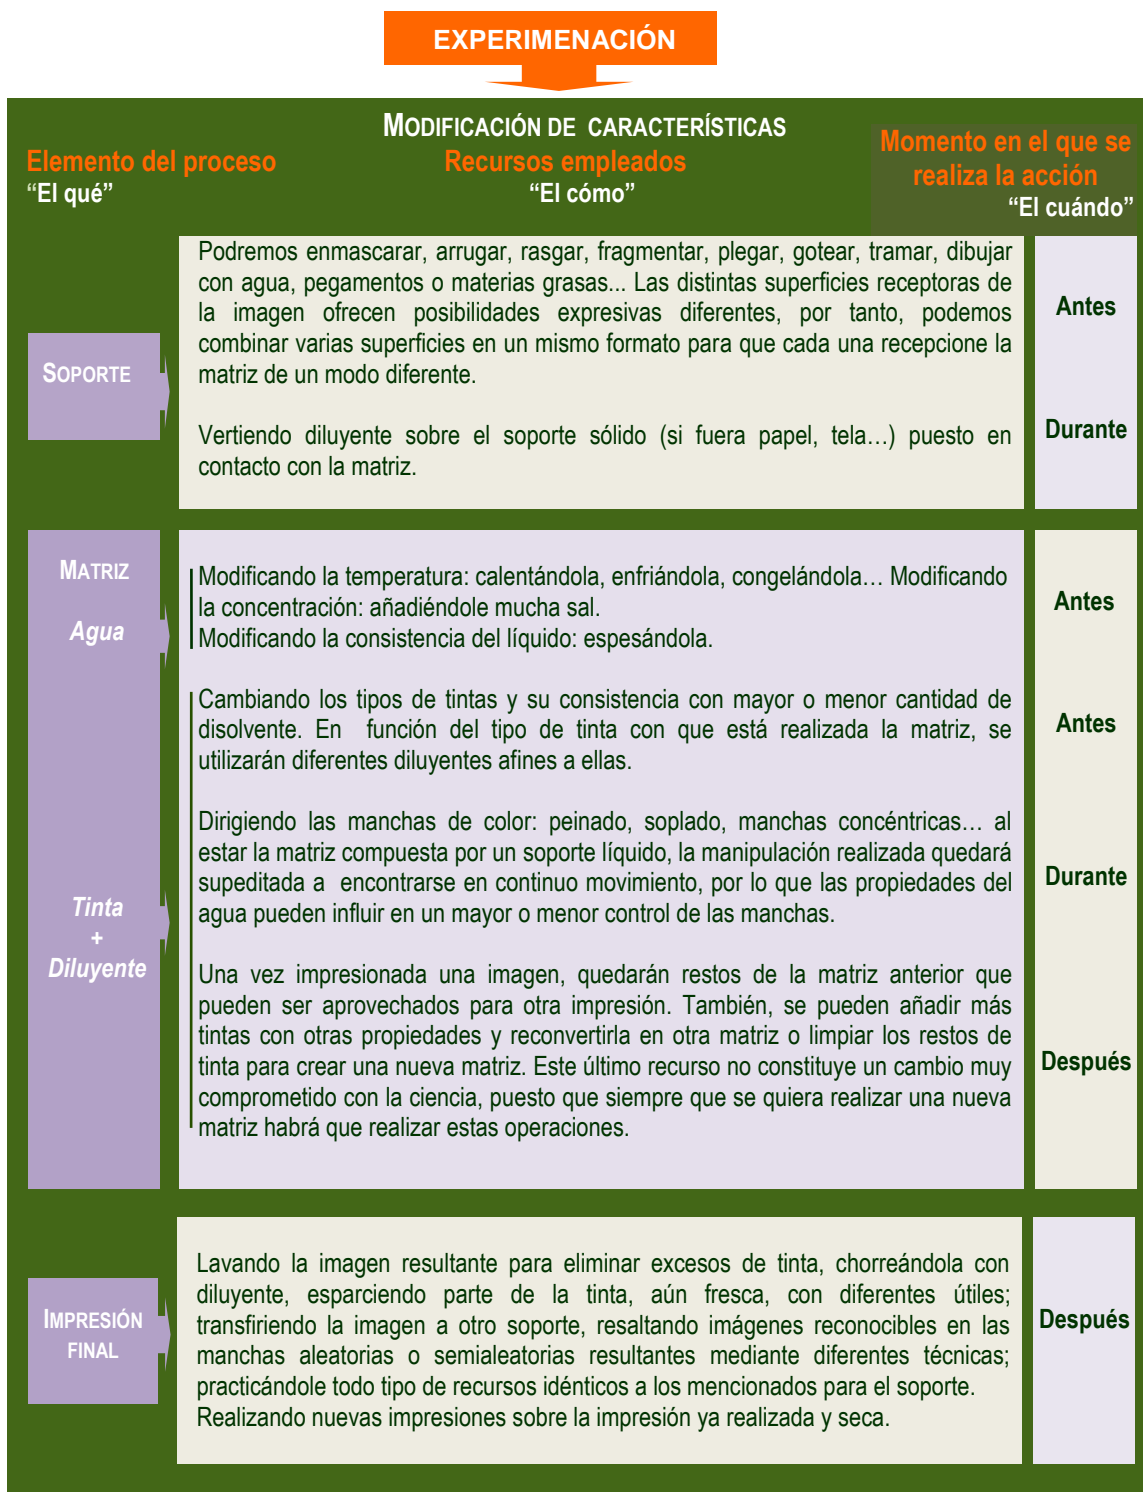 EXPERIMENACIÓN
MODIFICACIÓN DE CARACTERÍSTICAS
Elemento del proceso
“El qué”
Recursos empleados
“El cómo”
Momento en el que se
realiza la acción
“El cuándo”
SOPORTE
Podremos enmascarar, arrugar, rasgar, fragmentar, plegar, gotear, tramar, dibujar
con agua, pegamentos o materias grasas... Las distintas superficies receptoras de
la imagen ofrecen posibilidades expresivas diferentes, por tanto, podemos
combinar varias superficies en un mismo formato para que cada una recepcione la
matriz de un modo diferente.
Antes
Vertiendo diluyente sobre el soporte sólido (si fuera papel, tela…) puesto en
contacto con la matriz.
Durante
MATRIZ
Agua
Modificando la temperatura: calentándola, enfriándola, congelándola… Modificando
la concentración: añadiéndole mucha sal.
Modificando la consistencia del líquido: espesándola.
Antes
Tinta
+
Diluyente
Cambiando los tipos de tintas y su consistencia con mayor o menor cantidad de
disolvente. En función del tipo de tinta con que está realizada la matriz, se
utilizarán diferentes diluyentes afines a ellas.
Antes
Dirigiendo las manchas de color: peinado, soplado, manchas concéntricas… al
estar la matriz compuesta por un soporte líquido, la manipulación realizada quedará
supeditada a encontrarse en continuo movimiento, por lo que las propiedades del
agua pueden influir en un mayor o menor control de las manchas.
Durante
Una vez impresionada una imagen, quedarán restos de la matriz anterior que
pueden ser aprovechados para otra impresión. También, se pueden añadir más
tintas con otras propiedades y reconvertirla en otra matriz o limpiar los restos de
tinta para crear una nueva matriz. Este último recurso no constituye un cambio muy
comprometido con la ciencia, puesto que siempre que se quiera realizar una nueva
matriz habrá que realizar estas operaciones.
Después
IMPRESIÓN
FINAL
Lavando la imagen resultante para eliminar excesos de tinta, chorreándola con
diluyente, esparciendo parte de la tinta, aún fresca, con diferentes útiles;
transfiriendo la imagen a otro soporte, resaltando imágenes reconocibles en las
manchas aleatorias o semialeatorias resultantes mediante diferentes técnicas;
practicándole todo tipo de recursos idénticos a los mencionados para el soporte.
Realizando nuevas impresiones sobre la impresión ya realizada y seca.
Después